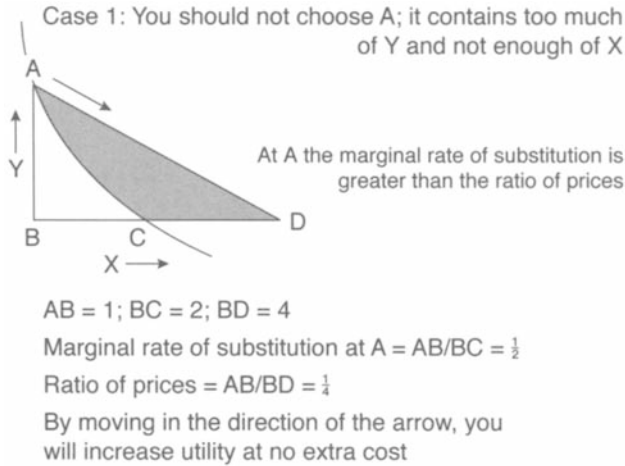 Case 1: You should not choose A; it contains too much
of Y and not enough of X
A
Y
At A the marginal rate of substitution is
greater than the ratio of prices
B
C
D
X
AB = 1; BC = 2; BD = 4
Marginal rate of substitution at A = AB/BC = ½
Ratio of prices = AB/BD = ¼
By moving in the direction of the arrow, you
will increase utility at no extra cost